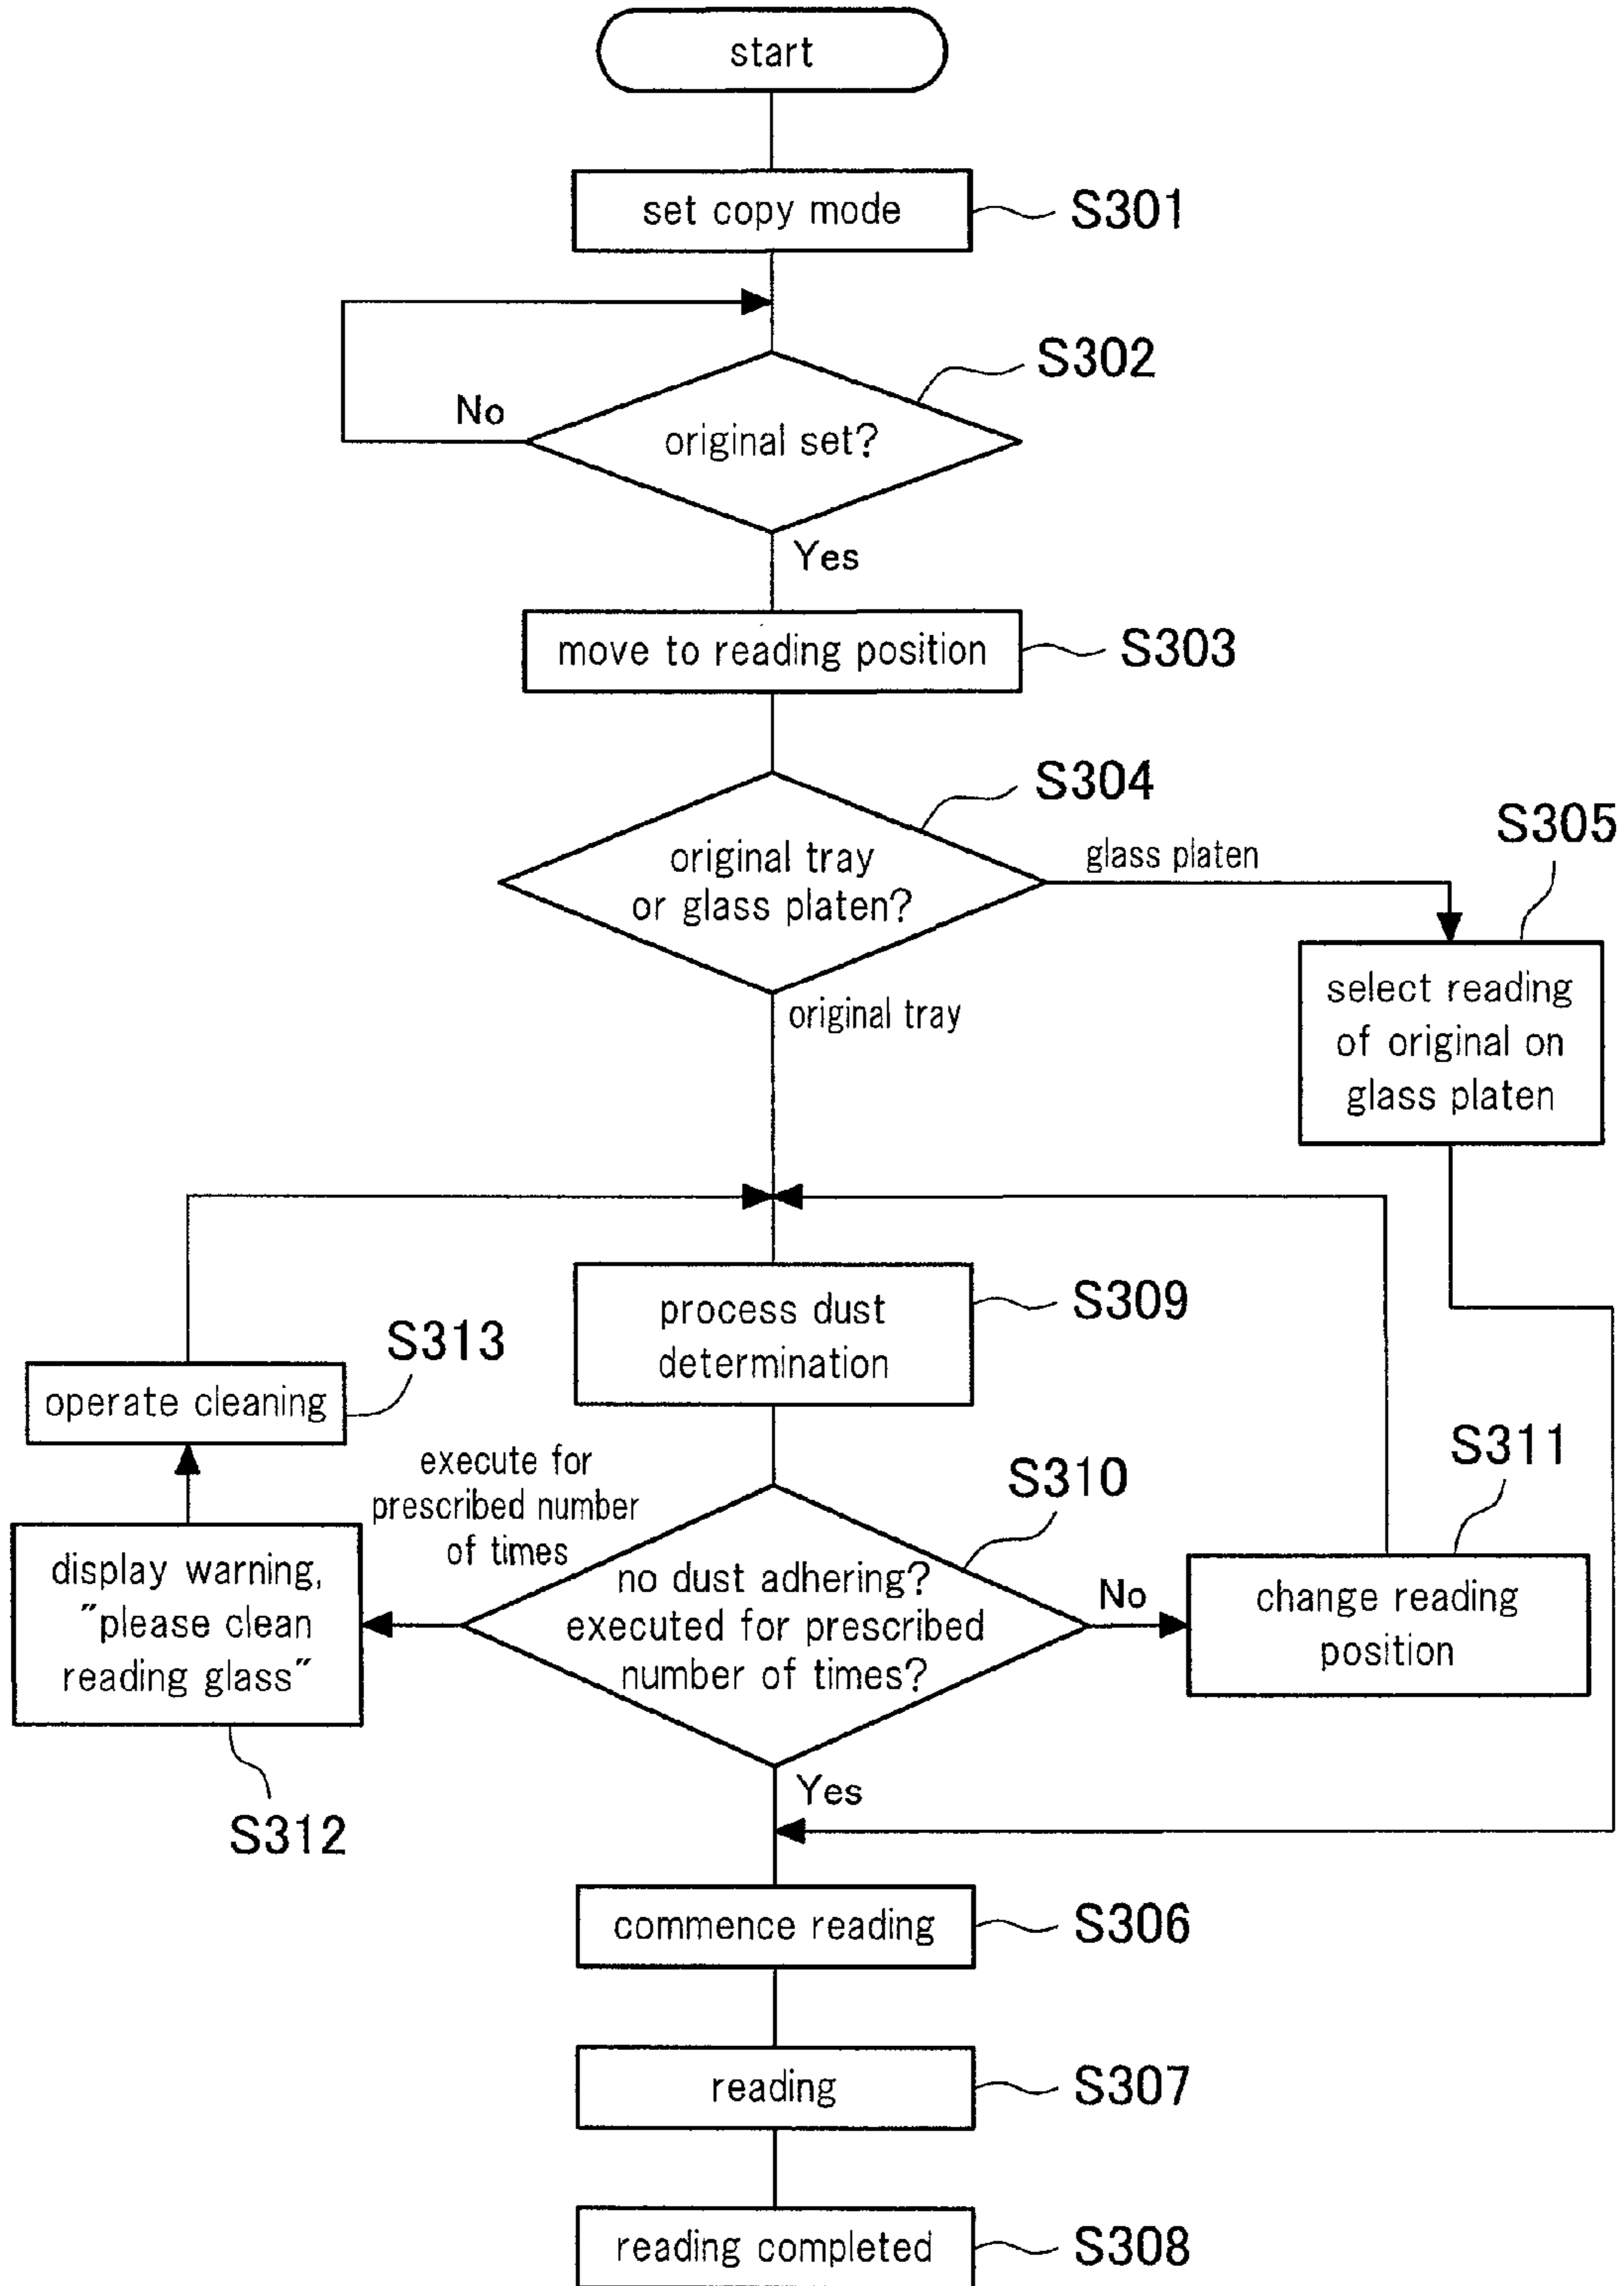 start
set copy mode
S301
S302
No
original set?
Yes
move to reading position
S303
S304
original tray
or glass platen?
glass platen
S305
select reading
of original on
glass platen
original tray
process dust
determination
S309
S313
operate cleaning
execute for
prescribed number
of times
S310
S311
display warning,
"please clean
reading glass"
no dust adhering?
executed for prescribed
number of times?
No
change reading
position
Yes
S312
commence reading
S306
reading
S307
reading completed
S308